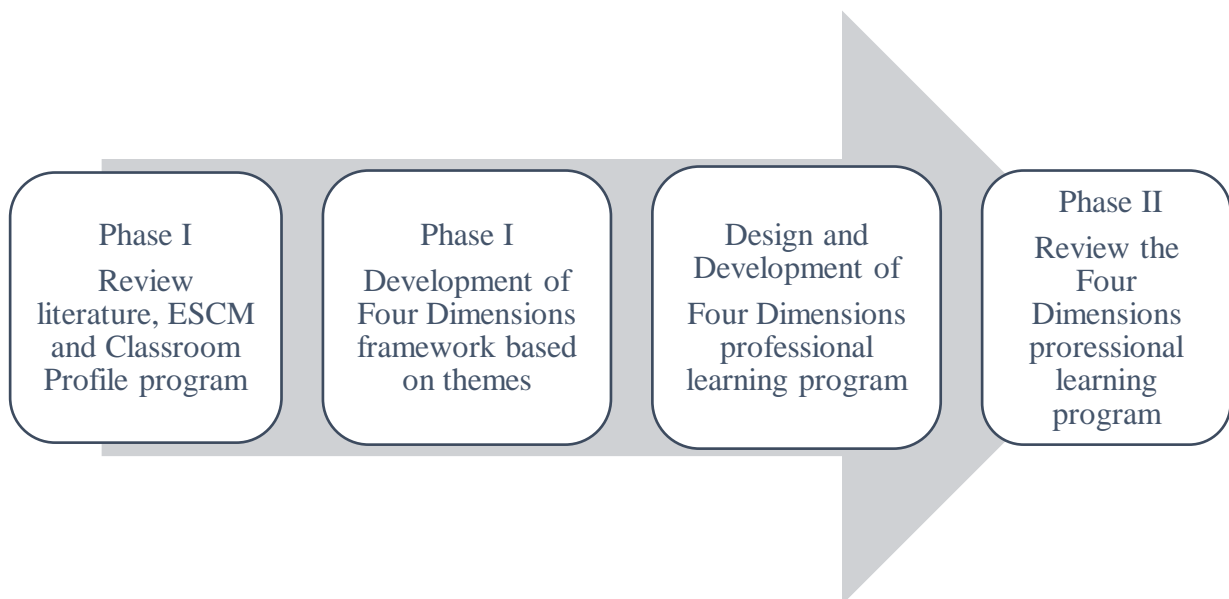 Phase I
Review
literature, ESCM
and Classroom
Profile program
Phase I
Development of
Four Dimensions
framework based
on themes
Design and
Development of
Four Dimensions
professional
learning program
Phase II
Review the
Four
Dimensions
proressional
learning
program